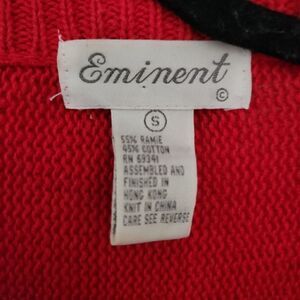 Eminent
©
S
55% RAMIE
45% COTTON
RN 69341
ASSEMBLED AND
FINISHED IN
HONG KONG
KNIT IN CHINA
CARE SEE REVERSE